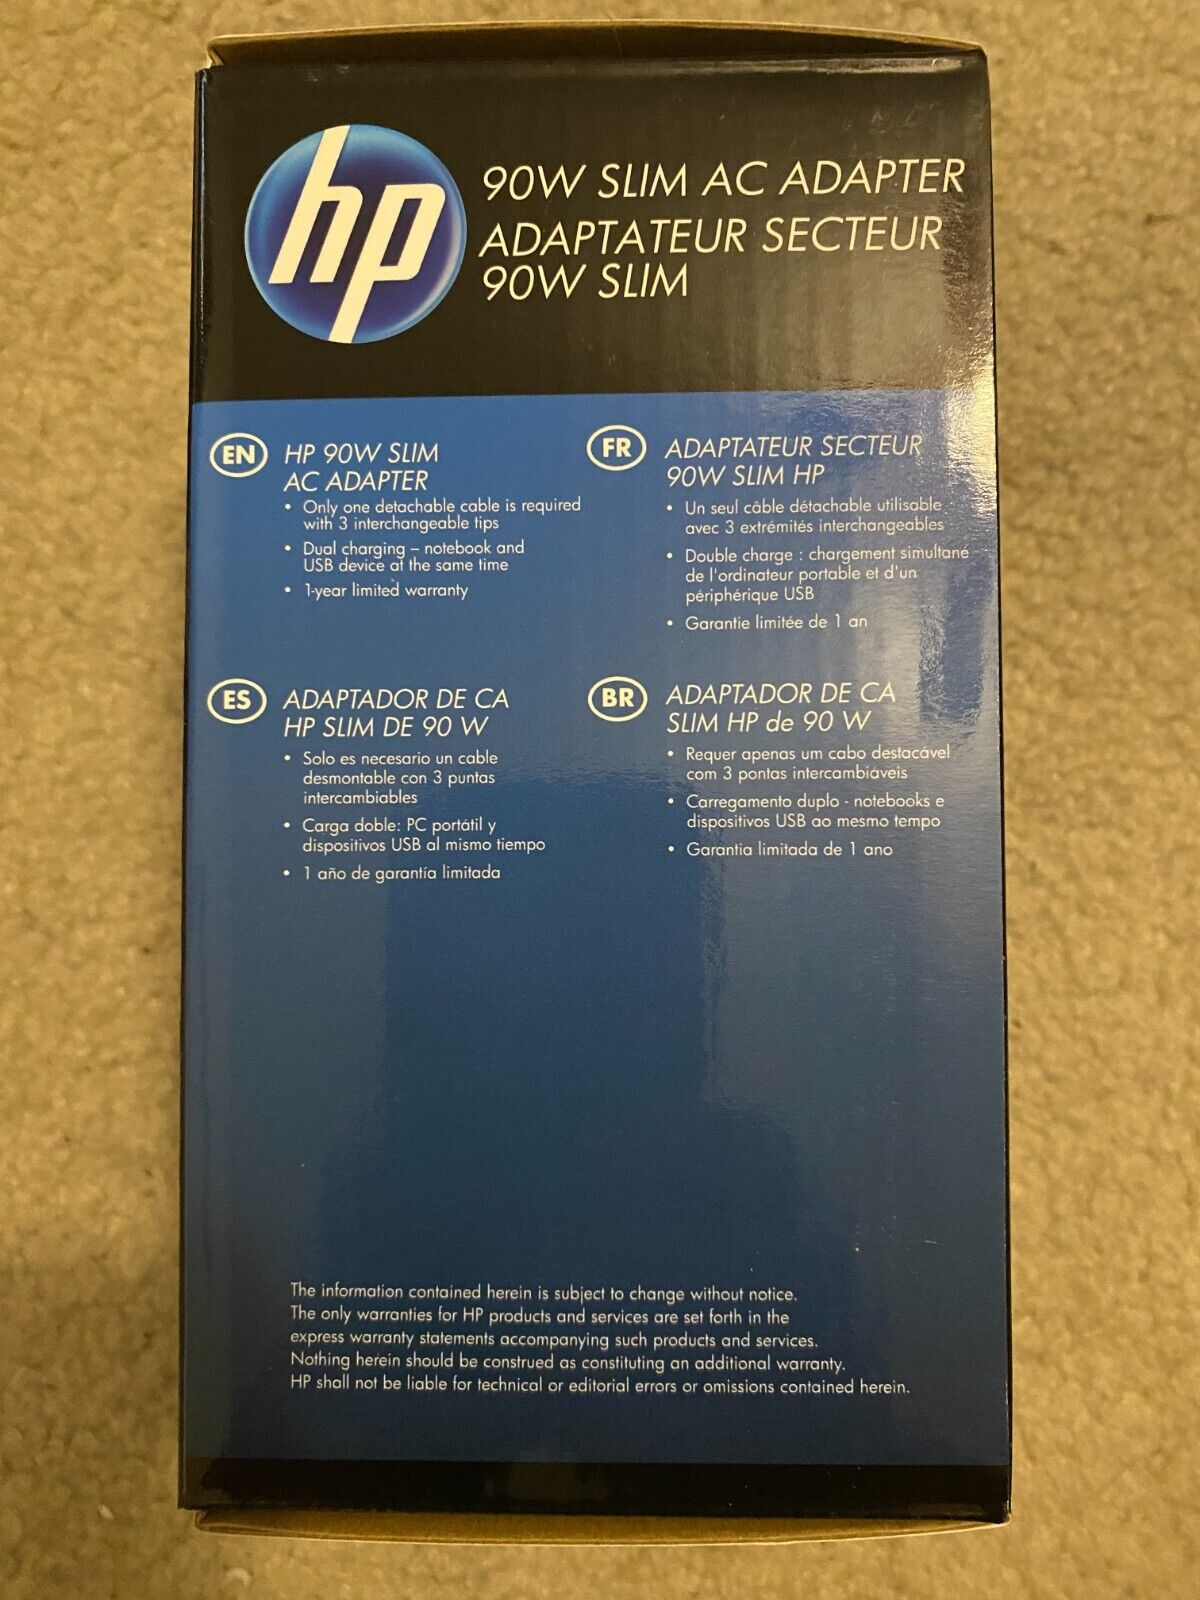 hp
90W SLIM AC ADAPTER
ADAPTATEUR SECTEUR
90W SLIM
EN
HP 90W SLIM
AC ADAPTER
• Only one detachable cable is required
with 3 interchangeable tips
• Dual charging – notebook and
USB device at the same time
• 1-year limited warranty
FR
ADAPTATEUR SECTEUR
90W SLIM HP
• Un seul câble détachable utilisable
avec 3 extrémités interchangeables
• Double charge : chargement simultané
de l'ordinateur portable et d'un
périphérique USB
• Garantie limitée de 1 an
ES
ADAPTADOR DE CA
HP SLIM DE 90 W
• Solo es necesario un cable
desmontable con 3 puntas
intercambiables
• Carga doble: PC portátil y
dispositivos USB al mismo tiempo
• 1 año de garantía limitada
BR
ADAPTADOR DE CA
SLIM HP de 90 W
• Requer apenas um cabo destacável
com 3 pontas intercambiáveis
• Carregamento duplo - notebooks e
dispositivos USB ao mesmo tempo
• Garantia limitada de 1 ano
The information contained herein is subject to change without notice.
The only warranties for HP products and services are set forth in the
express warranty statements accompanying such products and services.
Nothing herein should be construed as constituting an additional warranty.
HP shall not be liable for technical or editorial errors or omissions contained herein.